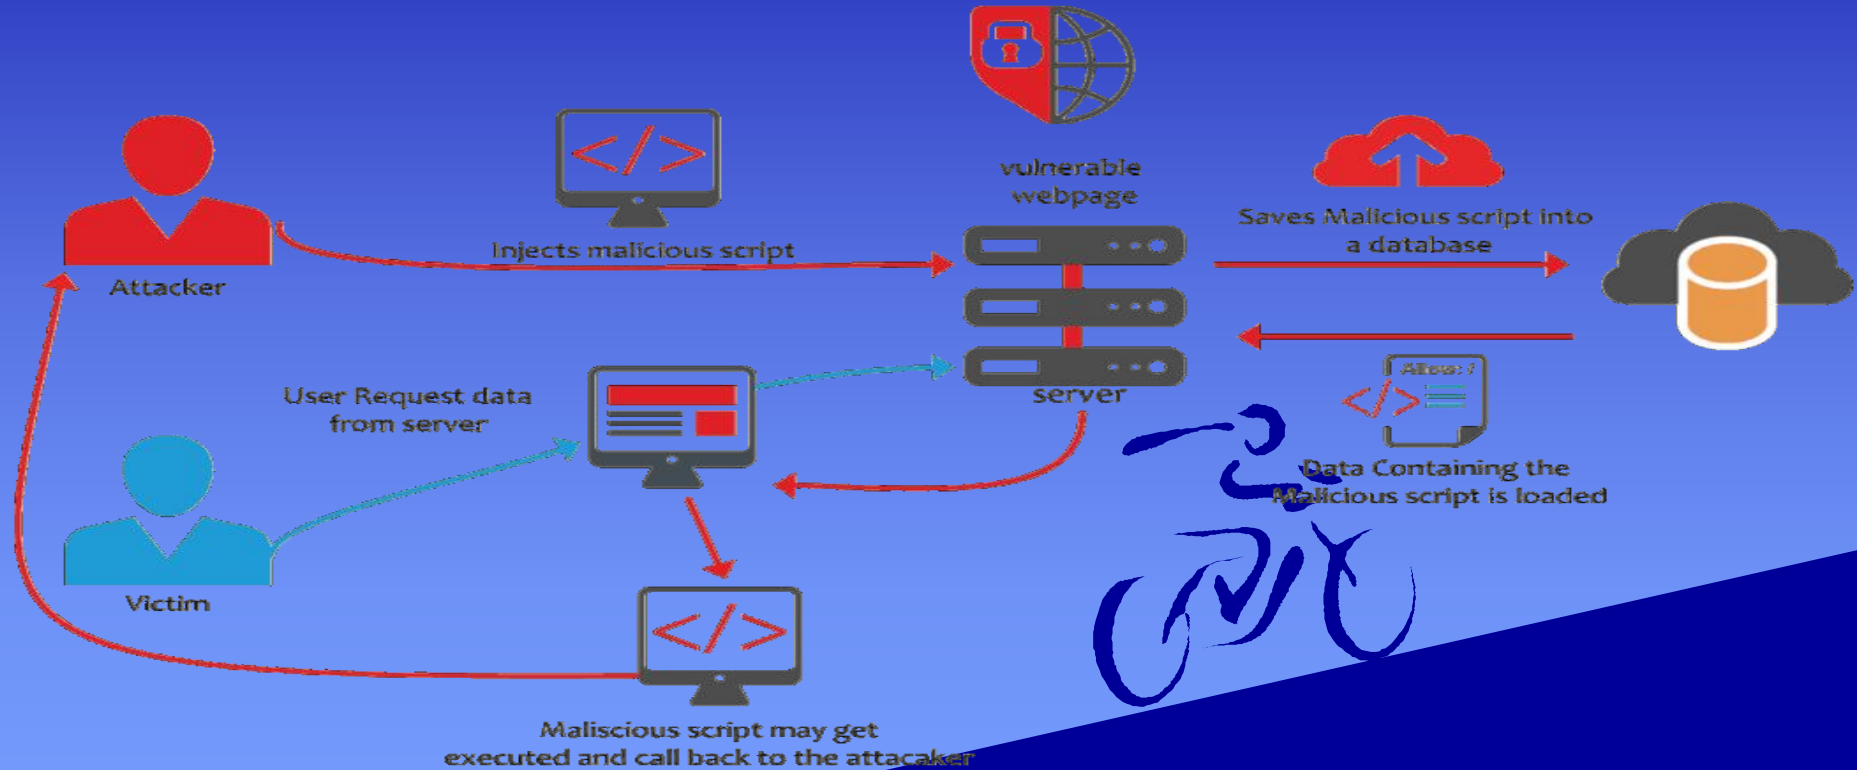 vulnerable
webpage
Saves Malicious script into
a database
Injects malicious script
Attacker
Allow: /
User Request data
from server
server
Data Containing the
Malicious script is loaded
Victim
Maliscious script may get
executed and call back to the attacaker